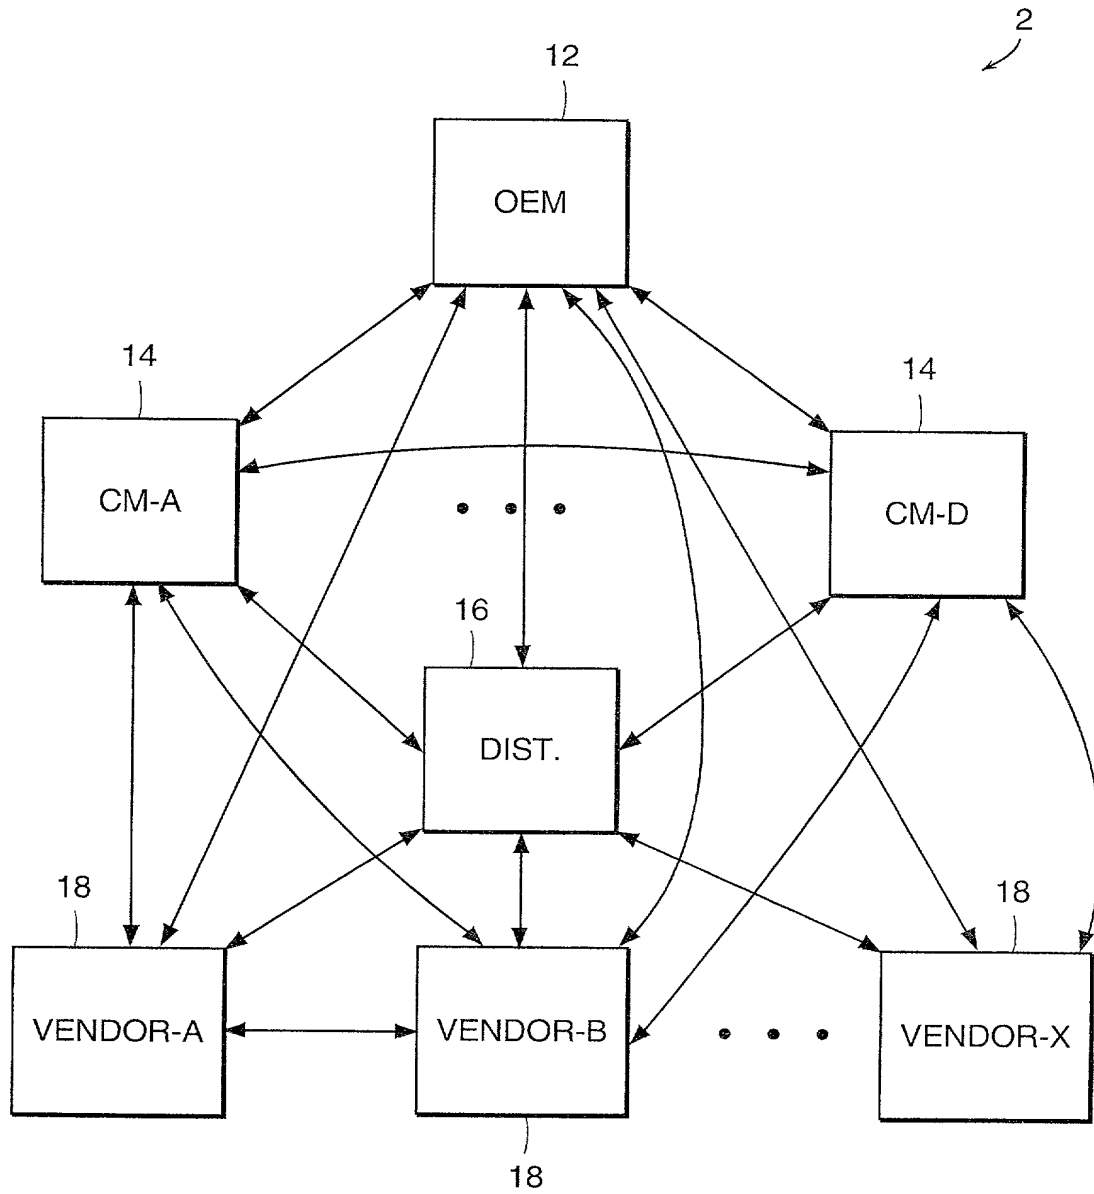 2
12
OEM
14
14
CM-A
CM-D
16
DIST.
18
18
VENDOR-A
VENDOR-B
VENDOR-X
18